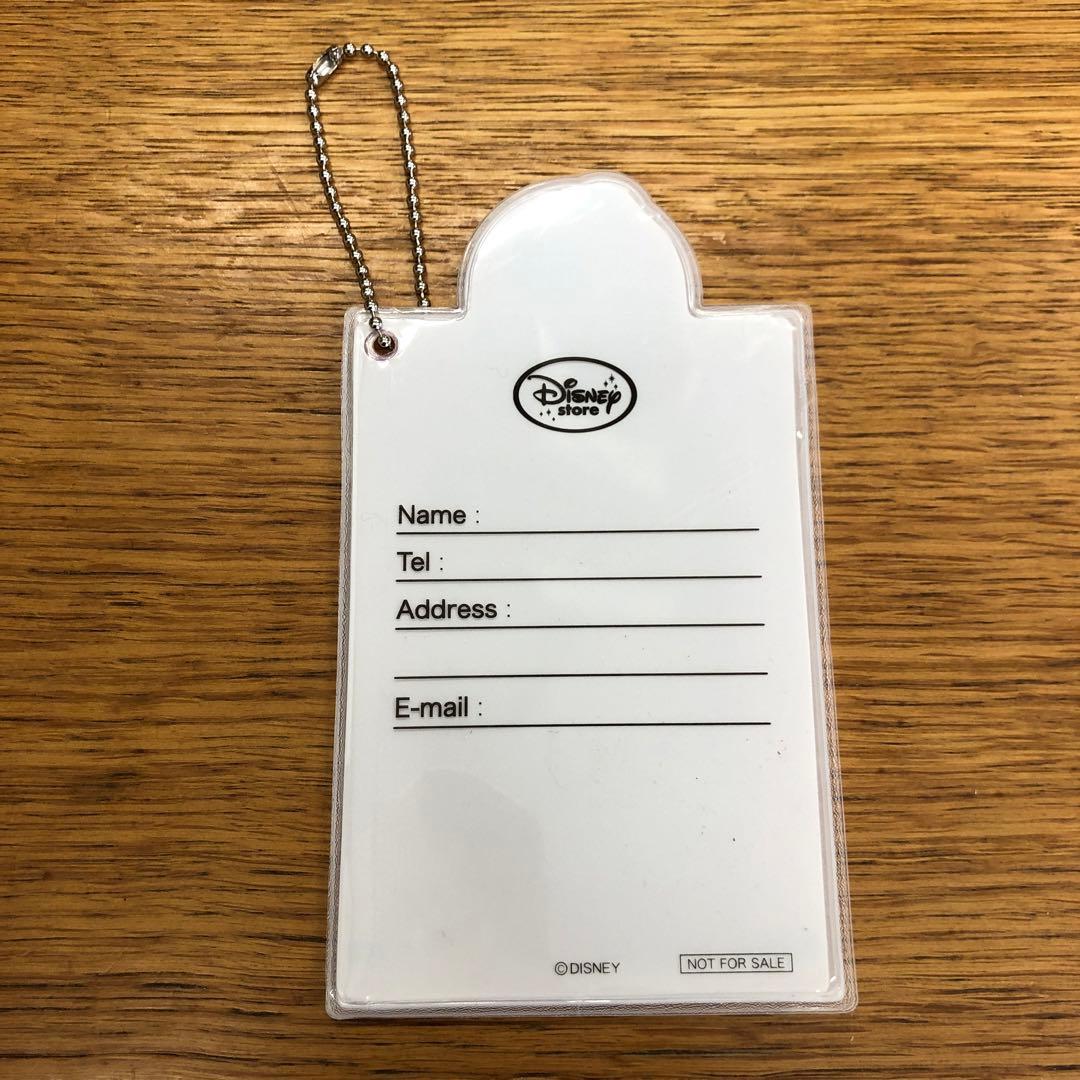 Disney
store
Name :
Tel :
Address :
E-mail :
©DISNEY
NOT FOR SALE